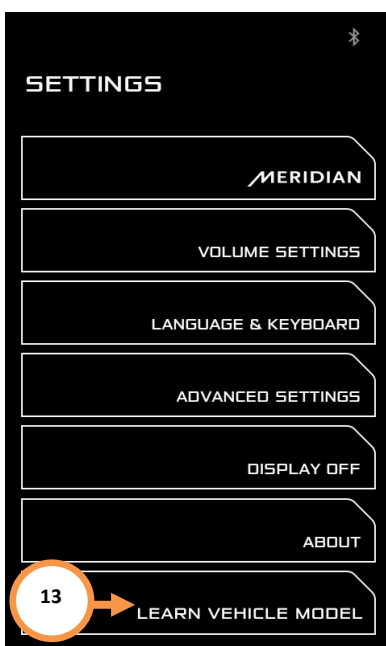 SETTINGS
MERIDIAN
VOLUME SETTINGS
LANGUAGE & KEYBOARD
ADVANCED SETTINGS
DISPLAY OFF
ABOUT
13
LEARN VEHICLE MODEL